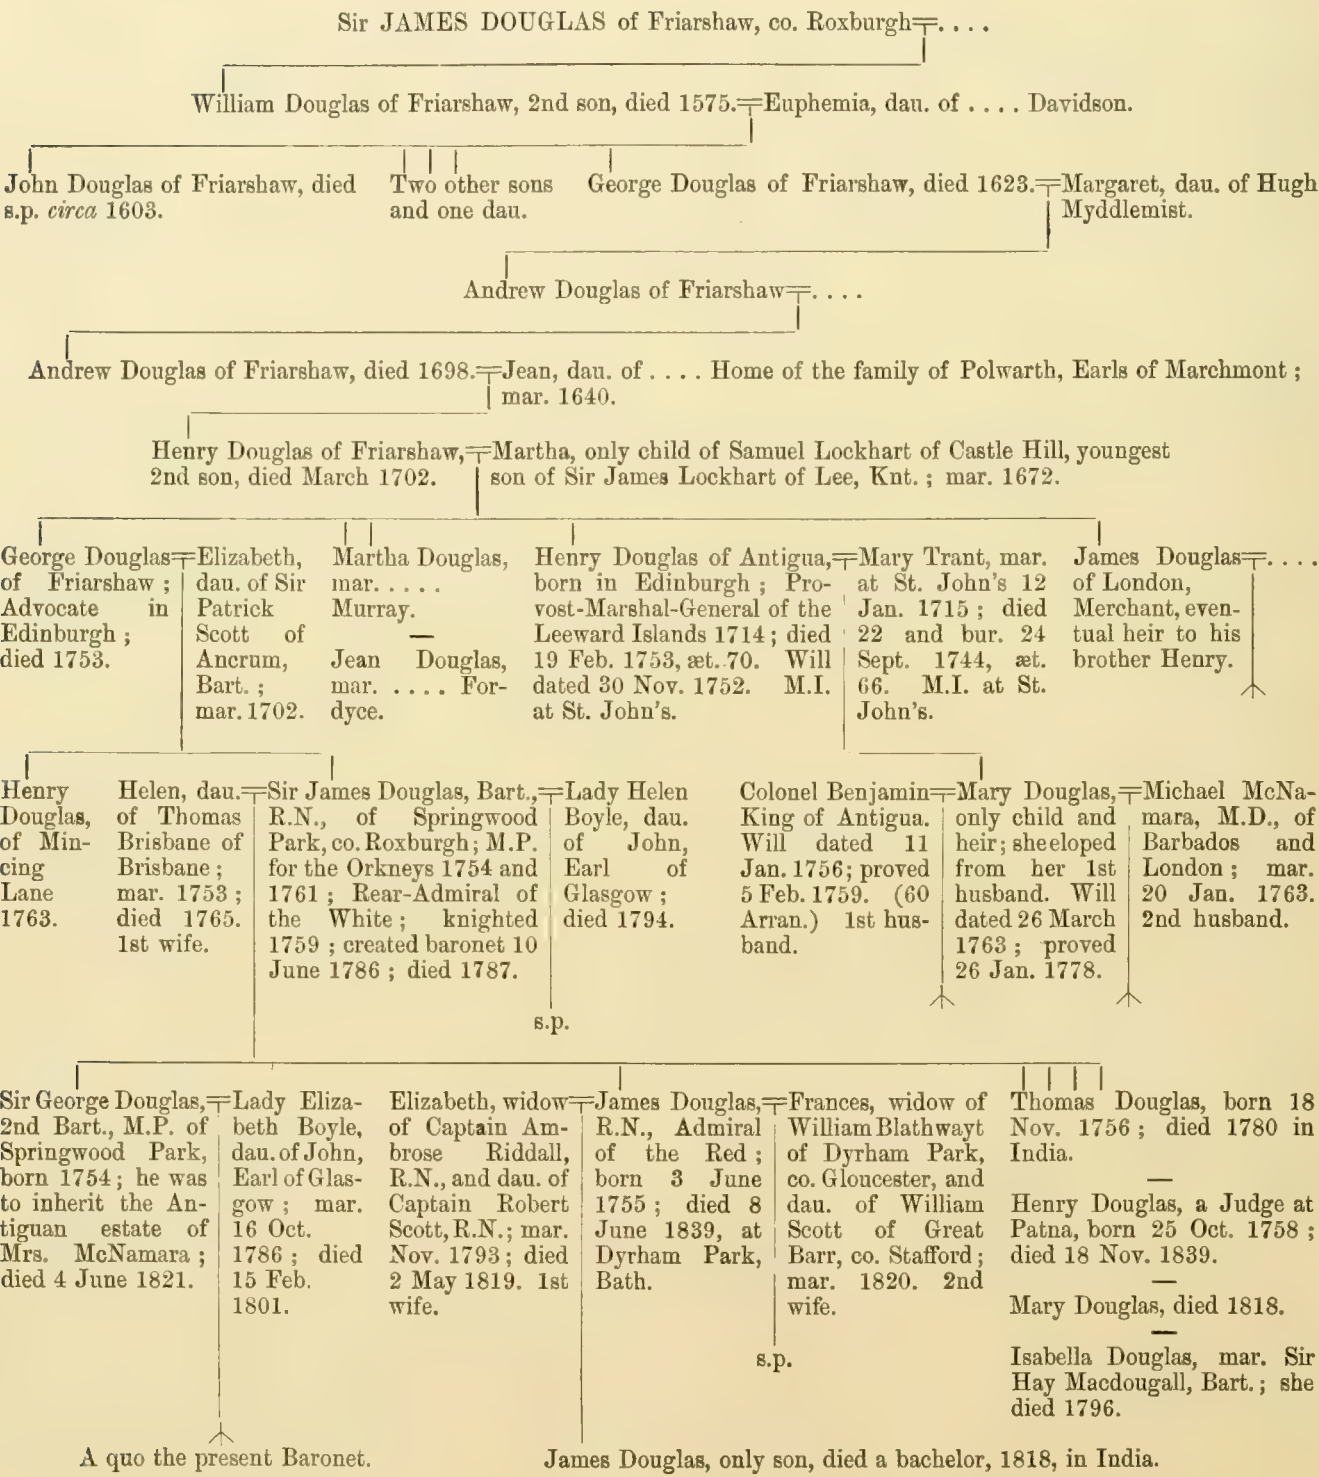 Sir JAMES DOUGLAS of Friarshaw, co. Roxburgh=. . . .
William Douglas of Friarshaw, 2nd son, died 1575.=Euphemia, dau. of . . . . Davidson.
John Douglas of Friarshaw, died
s.p. circa 1603.
Two other sons
and one dau.
George Douglas of Friarshaw, died 1623.=Margaret, dau. of Hugh
Myddlemist.
Andrew Douglas of Friarshaw=. . . .
Andrew Douglas of Friarshaw, died 1698.=Jean, dau. of . . . . Home of the family of Polwarth, Earls of Marchmont ;
mar. 1640.
Henry Douglas of Friarshaw,=Martha, only child of Samuel Lockhart of Castle Hill, youngest
2nd son, died March 1702. son of Sir James Lockhart of Lee, Knt. ; mar. 1672.
George Douglas=
of Friarshaw ;
Advocate in
Edinburgh ;
died 1753.
Elizabeth,
dau. of Sir
Patrick
Scott of
Ancrum,
Bart. ;
mar. 1702.
Martha Douglas,
mar. . . . .
Murray.
—
Jean Douglas,
mar. . . . . For-
dyce.
Henry Douglas of Antigua,=
born in Edinburgh ; Pro-
vost-Marshal-General of the
Leeward Islands 1714 ; died
19 Feb. 1753, æt. 70. Will
dated 30 Nov. 1752. M.I.
at St. John's.
Mary Trant, mar.
at St. John's 12
Jan. 1715 ; died
22 and bur. 24
Sept. 1744, æt.
66. M.I. at St.
John's.
James Douglas=. . . .
of London,
Merchant, even-
tual heir to his
brother Henry.
Henry
Douglas,
of Min-
cing
Lane
1763.
Helen, dau.=
of Thomas
Brisbane of
Brisbane ;
mar. 1753 ;
died 1765.
1st wife.
Sir James Douglas, Bart.,=
R.N., of Springwood
Park, co. Roxburgh ; M.P.
for the Orkneys 1754 and
1761 ; Rear-Admiral of
the White ; knighted
1759 ; created baronet 10
June 1786 ; died 1787.
Lady Helen
Boyle, dau.
of John,
Earl of
Glasgow ;
died 1794.
s.p.
Colonel Benjamin=
King of Antigua.
Will dated 11
Jan. 1756 ; proved
5 Feb. 1759. (60
Arran.) 1st hus-
band.
Mary Douglas,=
only child and
heir ; she eloped
from her 1st
husband. Will
dated 26 March
1763 ; proved
26 Jan. 1778.
Michael McNa-
mara, M.D., of
Barbados and
London ; mar.
20 Jan. 1763.
2nd husband.
Sir George Douglas,=
2nd Bart., M.P. of
Springwood Park,
born 1754 ; he was
to inherit the An-
tiguan estate of
Mrs. McNamara ;
died 4 June 1821.
Lady Eliza-
beth Boyle,
dau. of John,
Earl of Glas-
gow ; mar.
16 Oct.
1786 ; died
15 Feb.
1801.
Elizabeth, widow=
of Captain Am-
brose Riddall,
R.N., and dau. of
Captain Robert
Scott, R.N. ; mar.
Nov. 1793 ; died
2 May 1819. 1st
wife.
James Douglas,=
R.N., Admiral
of the Red ;
born 3 June
1755 ; died 8
June 1839, at
Dyrham Park,
Bath.
Frances, widow of
William Blathwayt
of Dyrham Park,
co. Gloucester, and
dau. of William
Scott of Great
Barr, co. Stafford ;
mar. 1820. 2nd
wife.
s.p.
Thomas Douglas, born 18
Nov. 1756 ; died 1780 in
India.
—
Henry Douglas, a Judge at
Patna, born 25 Oct. 1758 ;
died 18 Nov. 1839.
—
Mary Douglas, died 1818.
—
Isabella Douglas, mar. Sir
Hay Macdougall, Bart. ; she
died 1796.
A quo the present Baronet.
James Douglas, only son, died a bachelor, 1818, in India.